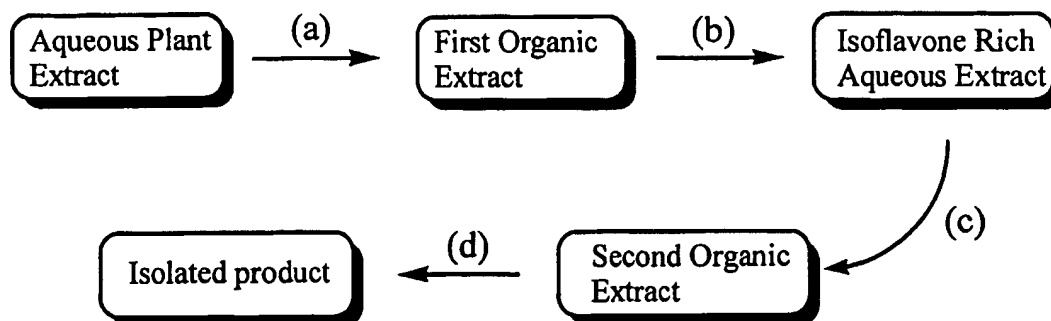 Aqueous Plant
Extract
(a)
First Organic
Extract
(b)
Isoflavone Rich
Aqueous Extract
(c)
Second Organic
Extract
(d)
Isolated product